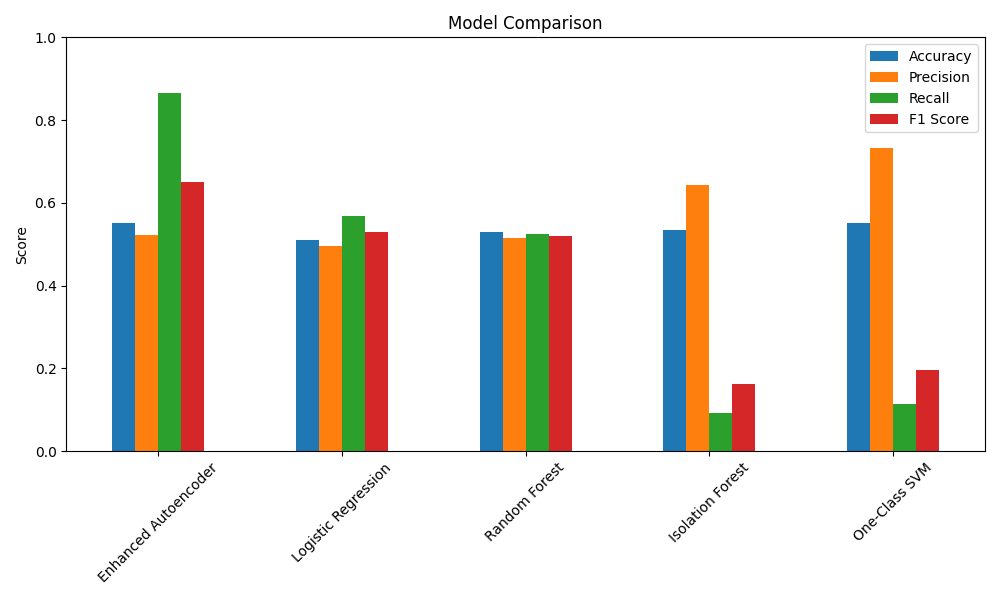 Model Comparison
1.0
0.8
0.6
0.4
0.2
0.0
Score
Accuracy
Precision
Recall
F1 Score
Enhanced Autoencoder
Logistic Regression
Random Forest
Isolation Forest
One-Class SVM